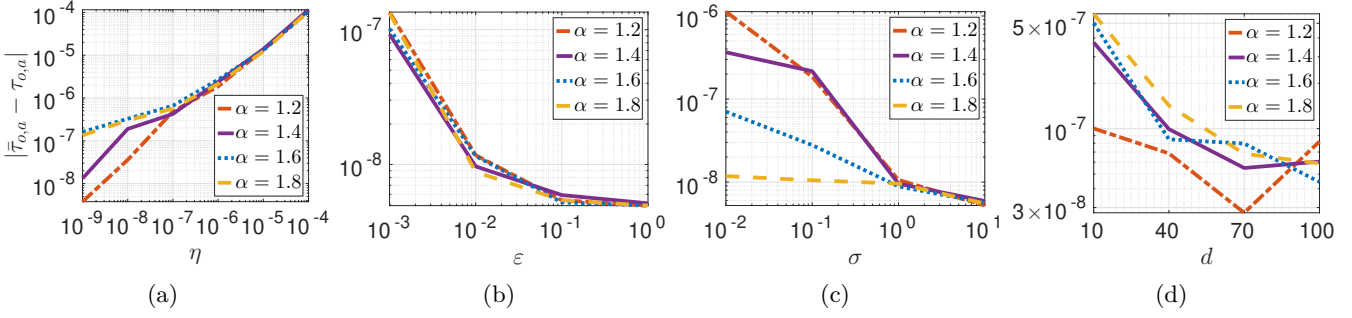 10^{-4}
10^{-5}
10^{-6}
10^{-7}
10^{-8}
|τ̄_{o,a} − τ_{o,a}|
α = 1.2
α = 1.4
α = 1.6
α = 1.8
10^{-9} 10^{-8} 10^{-7} 10^{-6} 10^{-5} 10^{-4}
η
(a)
10^{-7}
10^{-8}
α = 1.2
α = 1.4
α = 1.6
α = 1.8
10^{-3} 10^{-2} 10^{-1} 10^{0}
ε
(b)
10^{-6}
10^{-7}
10^{-8}
α = 1.2
α = 1.4
α = 1.6
α = 1.8
10^{-2} 10^{-1} 10^{0} 10^{1}
σ
(c)
5×10^{-7}
10^{-7}
3×10^{-8}
α = 1.2
α = 1.4
α = 1.6
α = 1.8
10 40 70 100
d
(d)